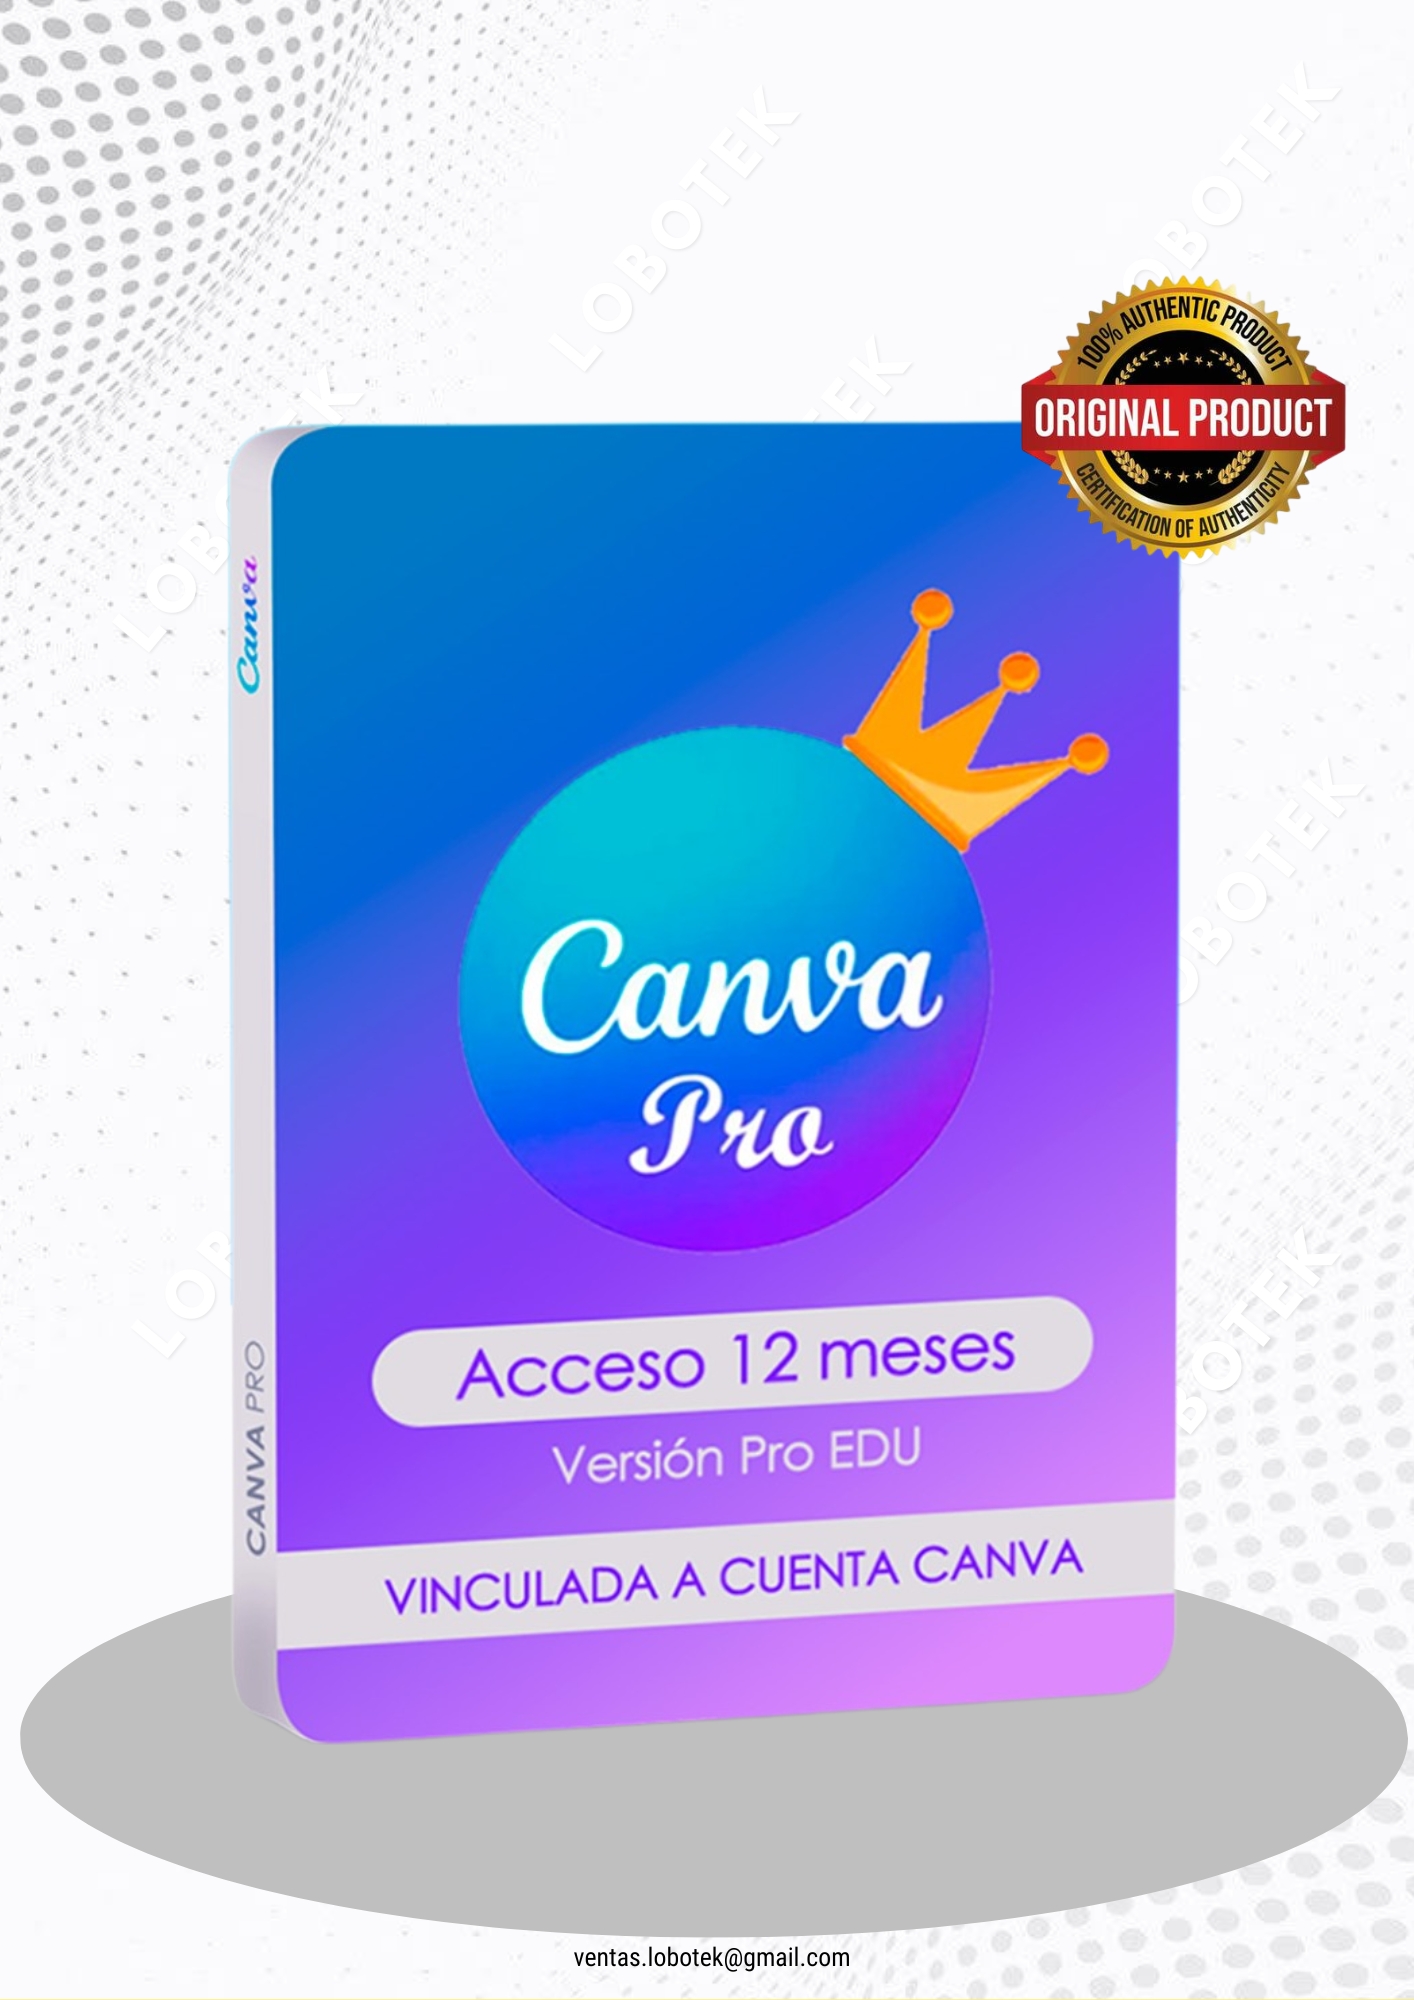 LOBOTEK
LOBOTEK
100% AUTHENTIC PRODUCT
ORIGINAL PRODUCT
CERTIFICATION OF AUTHENTICITY
Canva
Canva
Pro
Acceso 12 meses
Versión Pro EDU
VINCULADA A CUENTA CANVA
CANVA PRO
ventas.lobotek@gmail.com